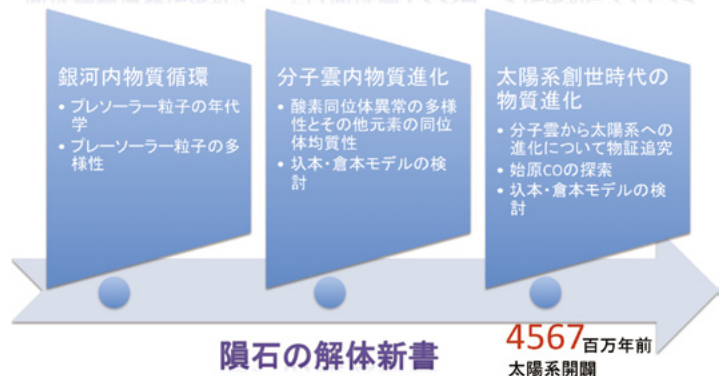 銀河内物質循環
• プレソーラー粒子の年代
学
• プレーソーラー粒子の多
様性
分子雲内物質進化
• 酸素同位体異常の多様
性とその他元素の同位
体均質性
• 圦本・倉本モデルの検
討
太陽系創世時代の
物質進化
• 分子雲から太陽系への
進化について物証追究
• 始原COの探索
• 圦本・倉本モデルの検
討
隕石の解体新書
4567百万年前
太陽系開闢